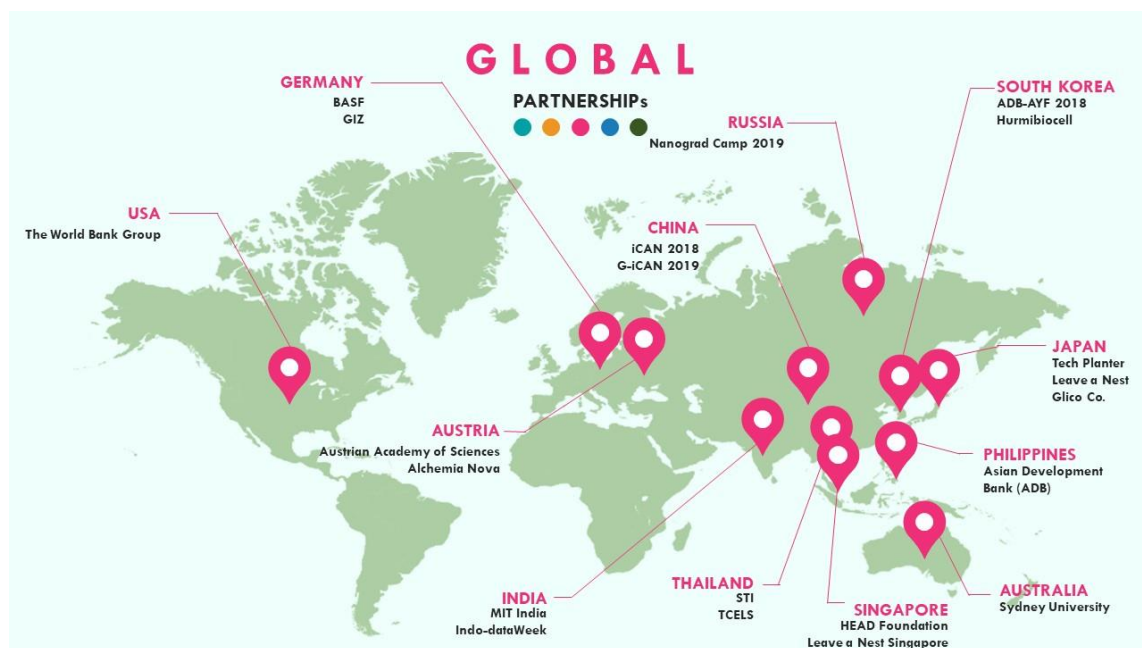 GLOBAL
PARTNERSHIPs
GERMANY
BASF
GIZ
SOUTH KOREA
ADB-AYF 2018
Hurmibiocell
RUSSIA
Nanograd Camp 2019
USA
The World Bank Group
CHINA
iCAN 2018
G-iCAN 2019
JAPAN
Tech Planter
Leave a Nest
Glico Co.
AUSTRIA
Austrian Academy of Sciences
Alchemia Nova
PHILIPPINES
Asian Development
Bank (ADB)
INDIA
MIT India
Indo-dataWeek
THAILAND
STI
TCELS
SINGAPORE
HEAD Foundation
Leave a Nest Singapore
AUSTRALIA
Sydney University